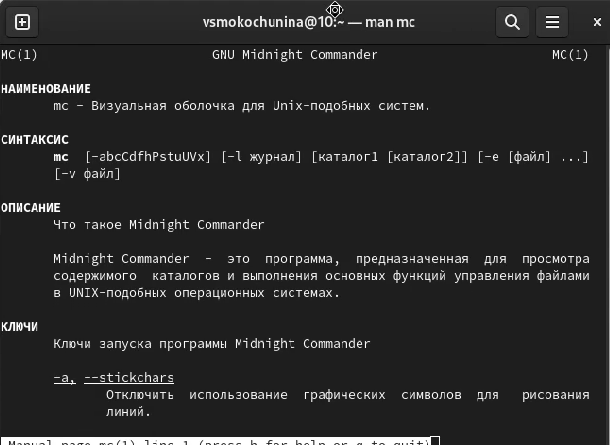 vsmokochunina@10:~ — man mc
MC(1) GNU Midnight Commander MC(1)
НАИМЕНОВАНИЕ
mc - Визуальная оболочка для Unix-подобных систем.
СИНТАКСИС
mc [-abcCdfhPstuUVx] [-l журнал] [каталог1 [каталог2]] [-e [файл] ...]
[-v файл]
ОПИСАНИЕ
Что такое Midnight Commander
Midnight Commander - это программа, предназначенная для просмотра
содержимого каталогов и выполнения основных функций управления файлами
в UNIX-подобных операционных системах.
КЛЮЧИ
Ключи запуска программы Midnight Commander
-a, --stickchars
Отключить использование графических символов для рисования
линий.
Manual page mc(1) line 1 (press h for help or q to quit)